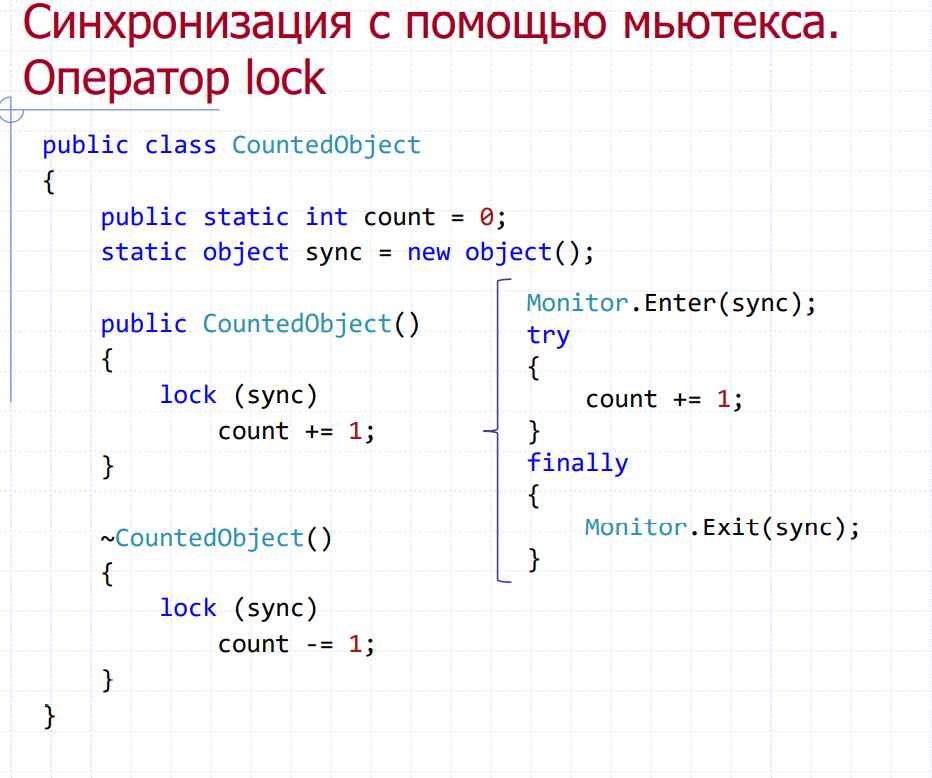 Синхронизация с помощью мьютекса.
Оператор lock
public class CountedObject
{
    public static int count = 0;
    static object sync = new object();
    public CountedObject()
    {
        lock (sync)
            count += 1;
    }
    ~CountedObject()
    {
        lock (sync)
            count -= 1;
    }
}
Monitor.Enter(sync);
try
{
    count += 1;
}
finally
{
    Monitor.Exit(sync);
}